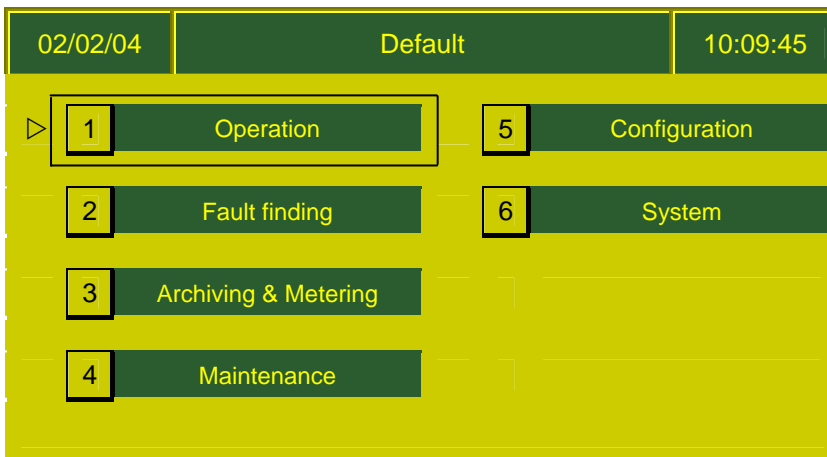 02/02/04 Default 10:09:45
1 Operation
2 Fault finding
3 Archiving & Metering
4 Maintenance
5 Configuration
6 System